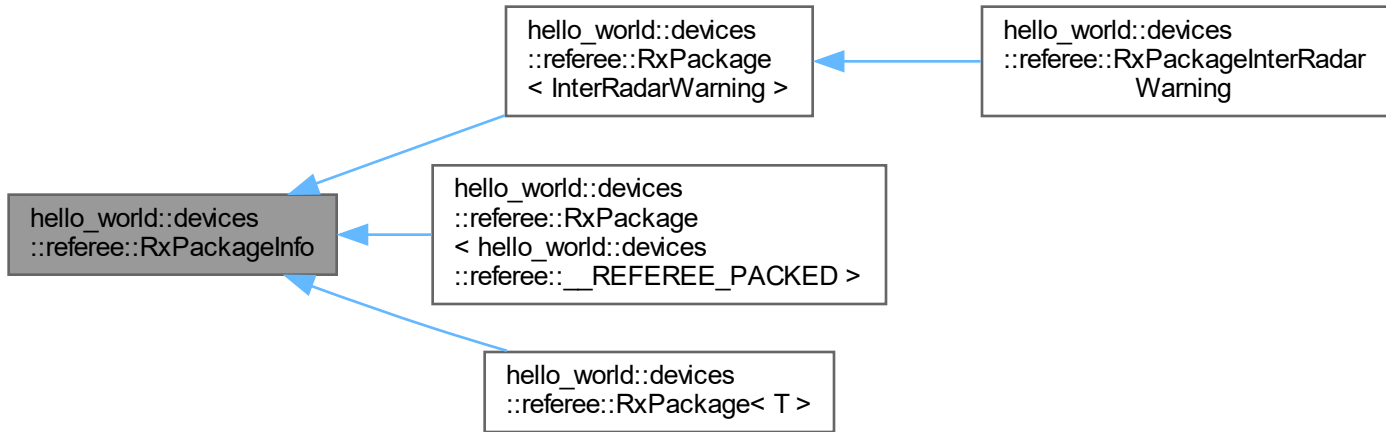 hello_world::devices
::referee::RxPackage
< InterRadarWarning >
hello_world::devices
::referee::RxPackageInterRadar
Warning
hello_world::devices
::referee::RxPackageInfo
hello_world::devices
::referee::RxPackage
< hello_world::devices
::referee::__REFEREE_PACKED >
hello_world::devices
::referee::RxPackage< T >